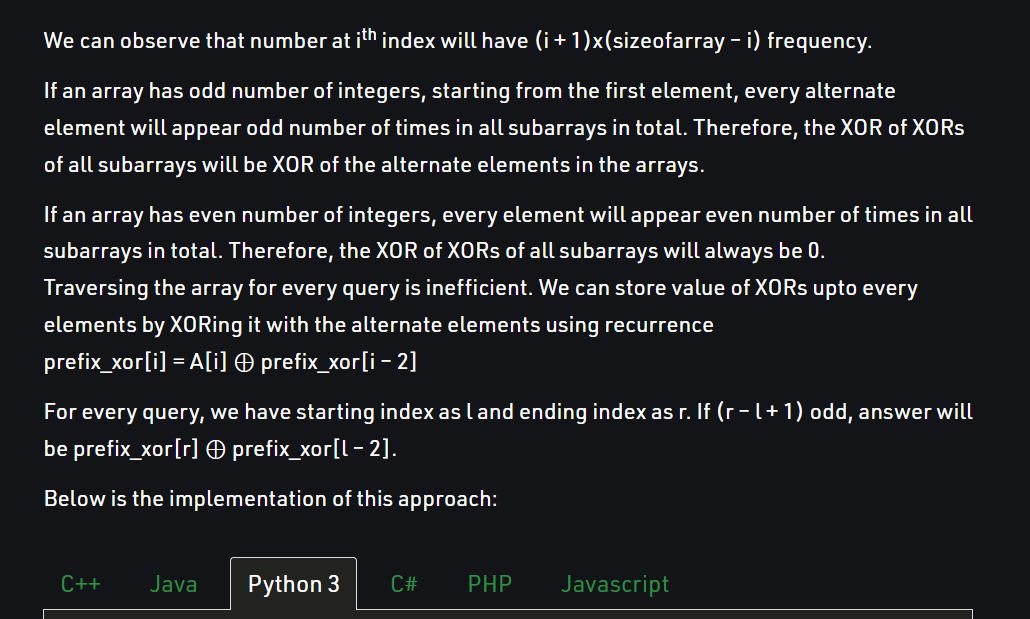 We can observe that number at iᵗʰ index will have (i + 1)x(sizeofarray – i) frequency.
If an array has odd number of integers, starting from the first element, every alternate
element will appear odd number of times in all subarrays in total. Therefore, the XOR of XORs
of all subarrays will be XOR of the alternate elements in the arrays.
If an array has even number of integers, every element will appear even number of times in all
subarrays in total. Therefore, the XOR of XORs of all subarrays will always be 0.
Traversing the array for every query is inefficient. We can store value of XORs upto every
elements by XORing it with the alternate elements using recurrence
prefix_xor[i] = A[i] ⨁ prefix_xor[i – 2]
For every query, we have starting index as l and ending index as r. If (r – l + 1) odd, answer will
be prefix_xor[r] ⨁ prefix_xor[l – 2].
Below is the implementation of this approach:
C++ Java Python 3 C# PHP Javascript